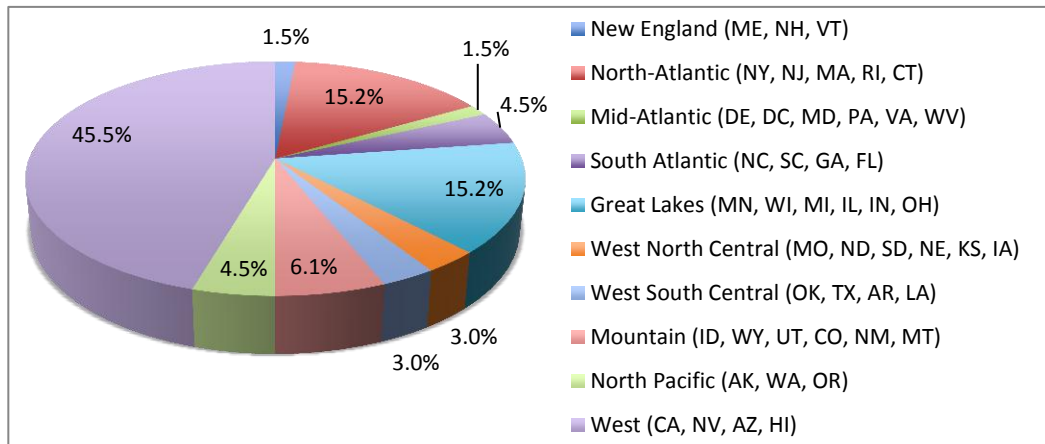 1.5%
15.2%
1.5%
4.5%
45.5%
15.2%
4.5%
6.1%
3.0%
3.0%
New England (ME, NH, VT)
North-Atlantic (NY, NJ, MA, RI, CT)
Mid-Atlantic (DE, DC, MD, PA, VA, WV)
South Atlantic (NC, SC, GA, FL)
Great Lakes (MN, WI, MI, IL, IN, OH)
West North Central (MO, ND, SD, NE, KS, IA)
West South Central (OK, TX, AR, LA)
Mountain (ID, WY, UT, CO, NM, MT)
North Pacific (AK, WA, OR)
West (CA, NV, AZ, HI)